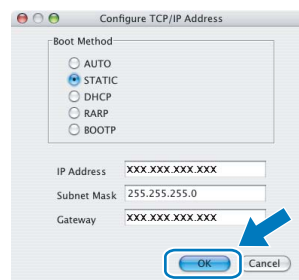 Configure TCP/IP Address
Boot Method
AUTO
STATIC
DHCP
RARP
BOOTP
IP Address XXX.XXX.XXX.XXX
Subnet Mask 255.255.255.0
Gateway XXX.XXX.XXX.XXX
OK Cancel